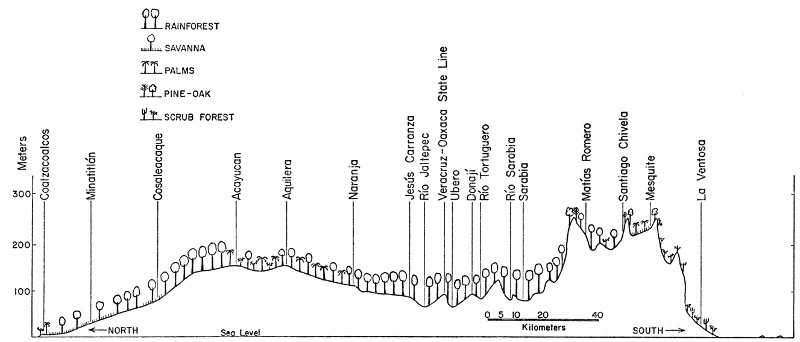 RAINFOREST
SAVANNA
PALMS
PINE-OAK
SCRUB FOREST
Meters
300
200
100
Coatzacoalcos
Minatitlán
Cosaleacaque
Acayucan
Aquilera
Naranja
Jesús Carranza
Río Jaltepec
Veracruz-Oaxaca State Line
Ubero
Donají
Río Tortuguero
Río Sarabia
Sarabia
Matías Romero
Santiago Chivela
Mesquite
La Ventosa
←NORTH
Sea Level
0 5 10 20 40
Kilometers
SOUTH→